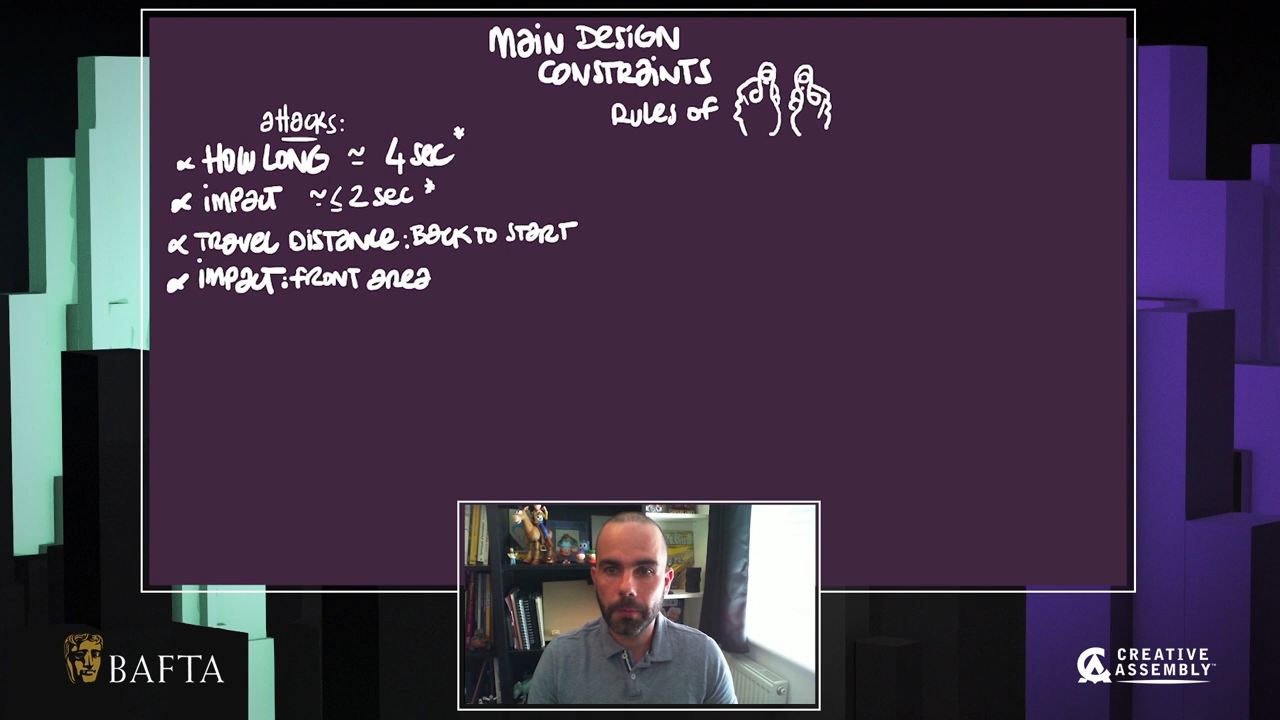 Main Design
Constraints
Rules of
attacks:
∝ How Long ≃ 4 sec*
∝ impact ≃ ≤ 2 sec*
∝ Travel Distance: Back to start
∝ impact: front area
BAFTA
CREATIVE
ASSEMBLY™